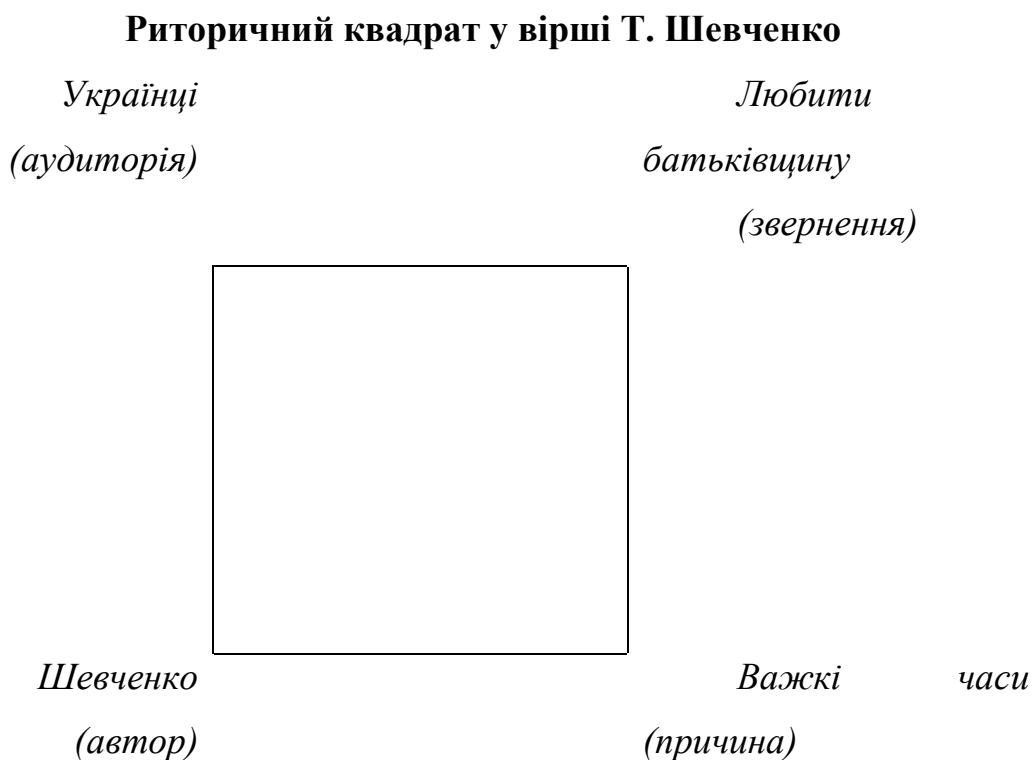 Риторичний квадрат у вірші Т. Шевченко
Українці
(аудиторія)
Любити
батьківщину
(звернення)
Шевченко
(автор)
Важкі часи
(причина)